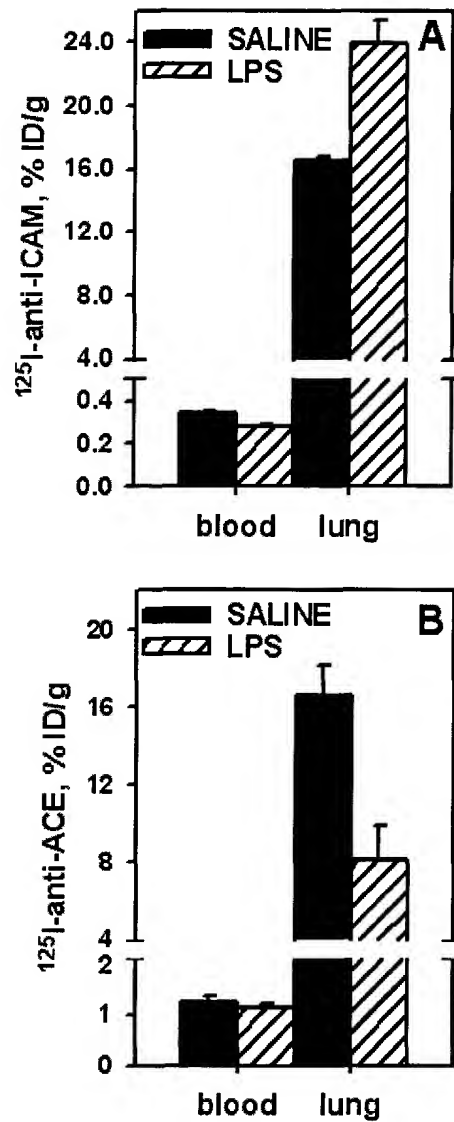 A
SALINE
LPS
¹²⁵I-anti-ICAM, % ID/g
24.0
20.0
16.0
12.0
8.0
4.0
0.4
0.2
0.0
blood lung
B
SALINE
LPS
¹²⁵I-anti-ACE, % ID/g
20
16
12
8
4
2
1
0
blood lung